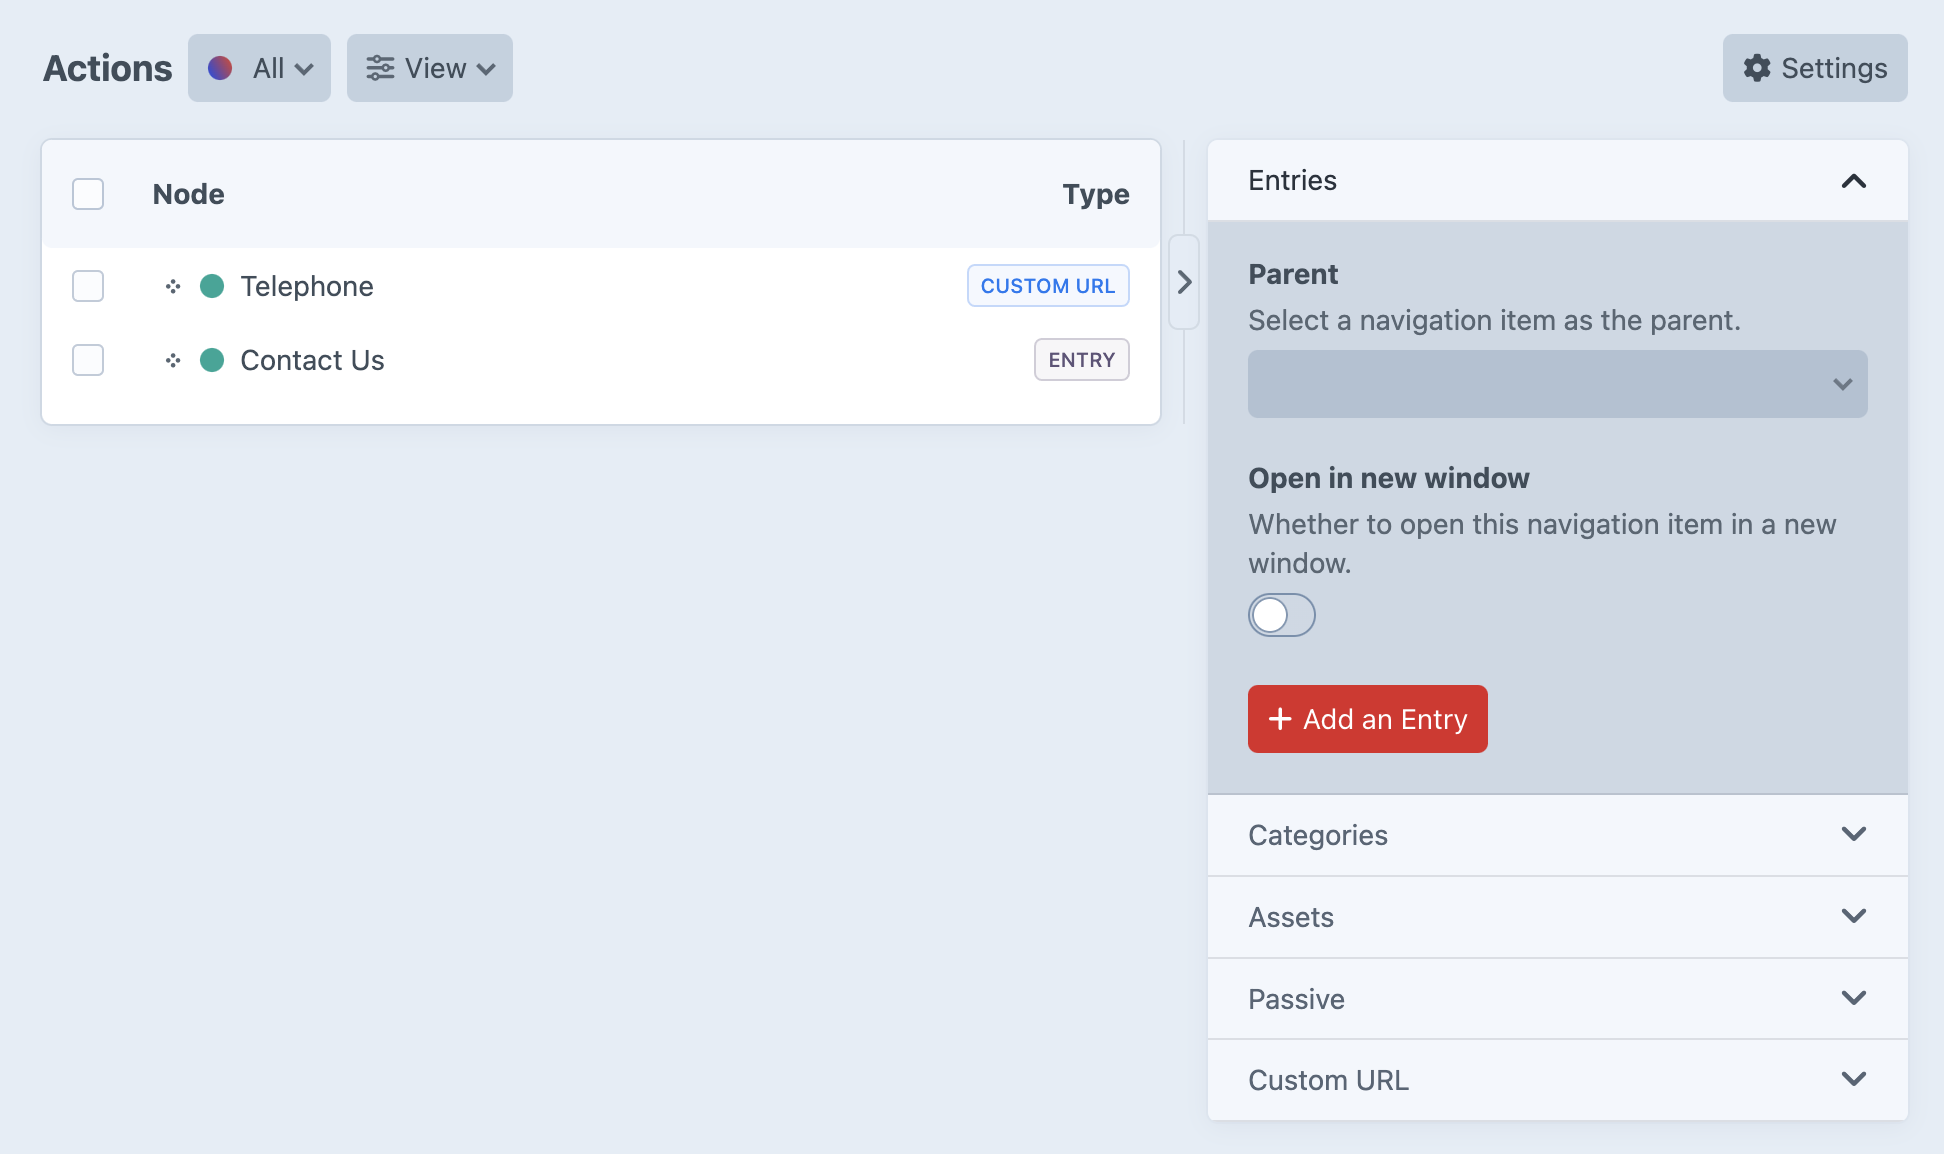 Actions
All
View
Settings
Node
Type
Telephone
CUSTOM URL
Contact Us
ENTRY
Entries
Parent
Select a navigation item as the parent.
Open in new window
Whether to open this navigation item in a new
window.
Add an Entry
Categories
Assets
Passive
Custom URL